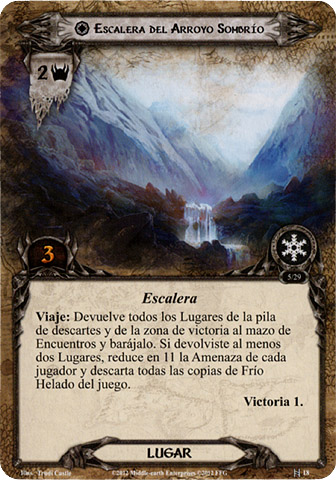 Escalera del Arroyo Sombrío
2
3
5/29
Escalera
Viaje: Devuelve todos los Lugares de la pila
de descartes y de la zona de victoria al mazo de
Encuentros y barájalo. Si devolviste al menos
dos Lugares, reduce en 11 la Amenaza de cada
jugador y descarta todas las copias de Frío
Helado del juego.
Victoria 1.
LUGAR
Castle
©2012 Middle-earth Enterprises ©2012 FFG
18